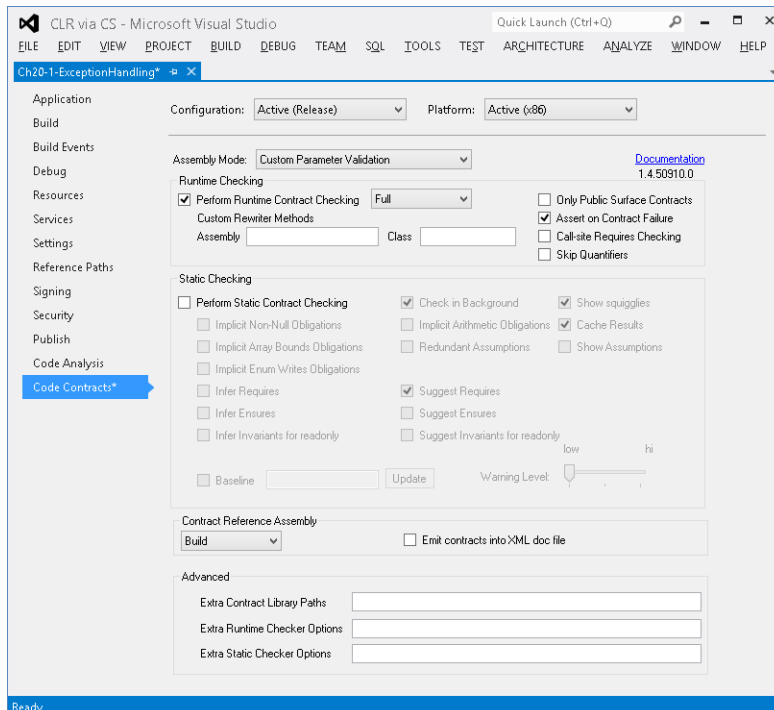 CLR via CS - Microsoft Visual Studio Quick Launch (Ctrl+Q)
FILE EDIT VIEW PROJECT BUILD DEBUG TEAM SQL TOOLS TEST ARCHITECTURE ANALYZE WINDOW HELP
Ch20-1-ExceptionHandling*
Application
Build
Build Events
Debug
Resources
Services
Settings
Reference Paths
Signing
Security
Publish
Code Analysis
Code Contracts*
Configuration: Active (Release) Platform: Active (x86)
Assembly Mode: Custom Parameter Validation Documentation
1.4.50910.0
Runtime Checking
Perform Runtime Contract Checking Full Only Public Surface Contracts
Custom Rewriter Methods Assert on Contract Failure
Assembly Class Call-site Requires Checking
Skip Quantifiers
Static Checking
Perform Static Contract Checking Check in Background Show squigglies
Implicit Non-Null Obligations Implicit Arithmetic Obligations Cache Results
Implicit Array Bounds Obligations Redundant Assumptions Show Assumptions
Implicit Enum Writes Obligations
Infer Requires Suggest Requires
Infer Ensures Suggest Ensures
Infer Invariants for readonly Suggest Invariants for readonly
low hi
Baseline Update Warning Level:
Contract Reference Assembly
Build Emit contracts into XML doc file
Advanced
Extra Contract Library Paths
Extra Runtime Checker Options
Extra Static Checker Options
Ready